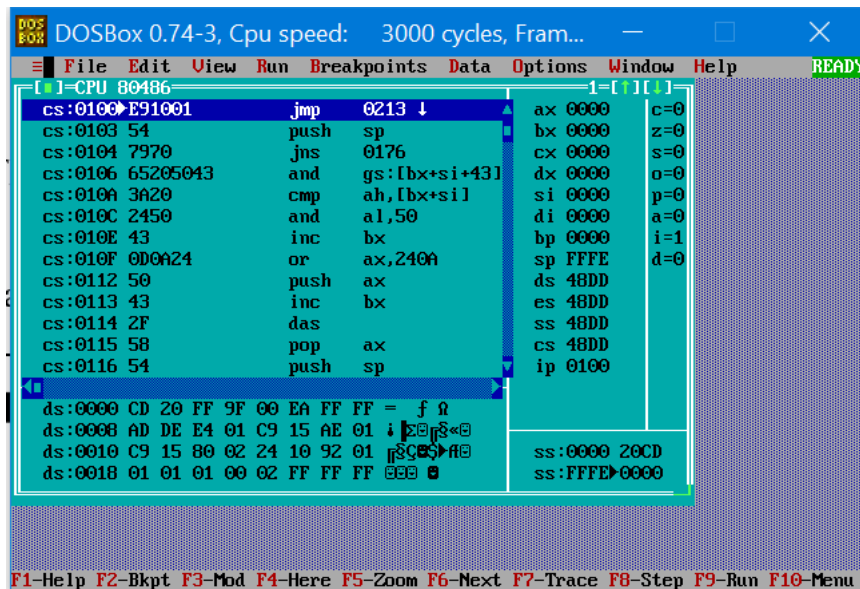 DOSBox 0.74-3, Cpu speed: 3000 cycles, Fram...
≡ File Edit View Run Breakpoints Data Options Window Help READY
[■]=CPU 80486 1=[↑][↓]
cs:0100►E91001 jmp 0213 ↓ ax 0000 c=0
cs:0103 54 push sp bx 0000 z=0
cs:0104 7970 jns 0176 cx 0000 s=0
cs:0106 65205043 and gs:[bx+si+43] dx 0000 o=0
cs:010A 3A20 cmp ah,[bx+si] si 0000 p=0
cs:010C 2450 and al,50 di 0000 a=0
cs:010E 43 inc bx bp 0000 i=1
cs:010F 0D0A24 or ax,240A sp FFFE d=0
cs:0112 50 push ax ds 48DD
cs:0113 43 inc bx es 48DD
cs:0114 2F das ss 48DD
cs:0115 58 pop ax cs 48DD
cs:0116 54 push sp ip 0100
ds:0000 CD 20 FF 9F 00 EA FF FF = ƒ Ω
ds:0008 AD DE E4 01 C9 15 AE 01 ¡ ▐Σ☺╔§«☺
ds:0010 C9 15 80 02 24 10 92 01 ╔§Ç☻$►Æ☺ ss:0000 20CD
ds:0018 01 01 01 00 02 FF FF FF ☺☺☺ ☻ ss:FFFE►0000
F1-Help F2-Bkpt F3-Mod F4-Here F5-Zoom F6-Next F7-Trace F8-Step F9-Run F10-Menu